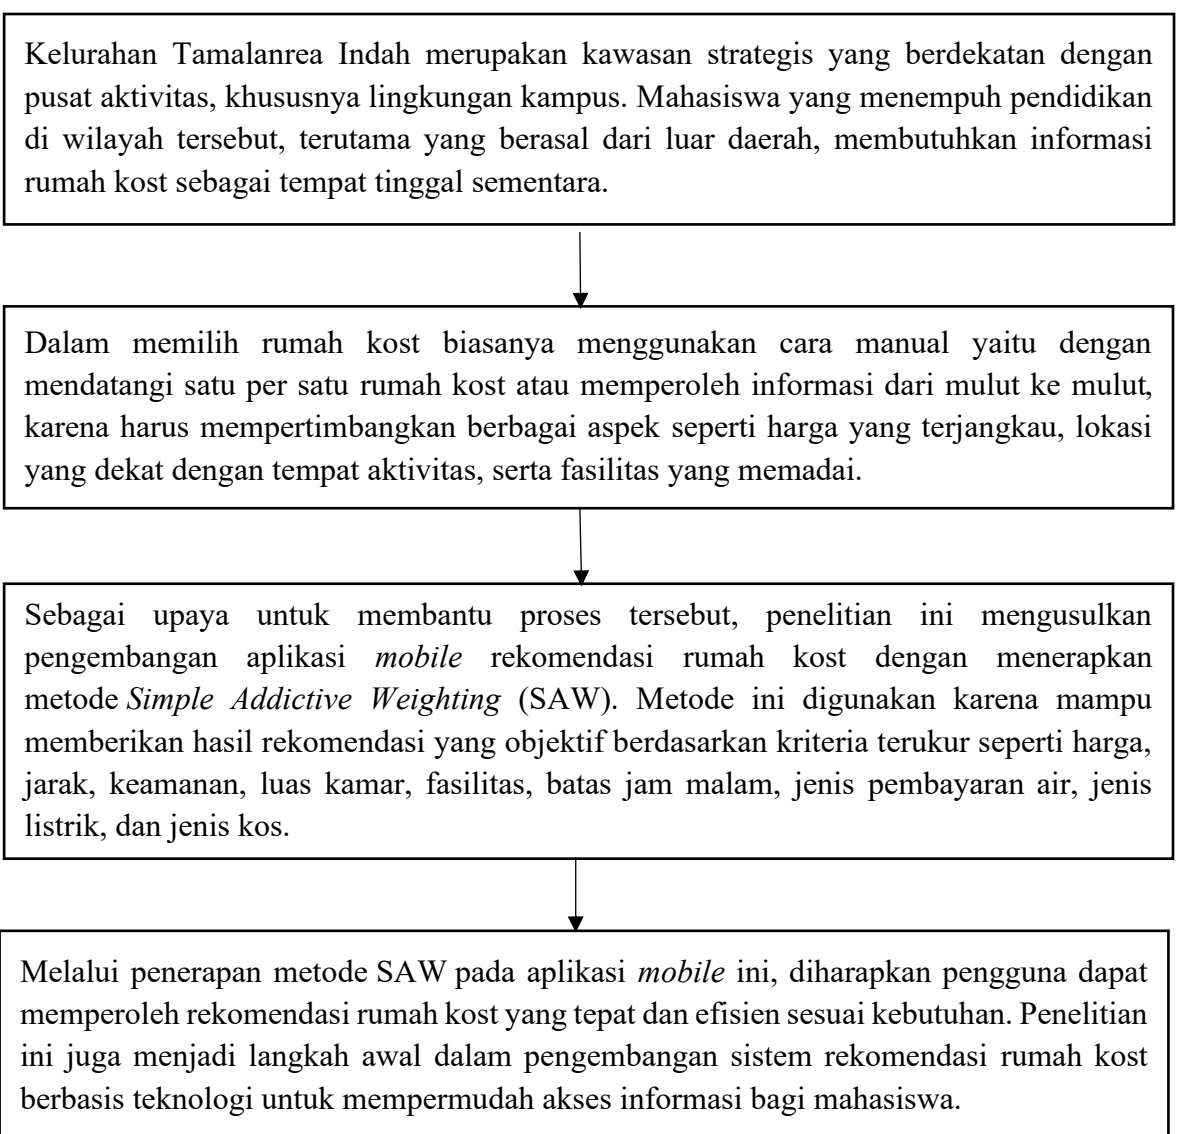 Kelurahan Tamalanrea Indah merupakan kawasan strategis yang berdekatan dengan
pusat aktivitas, khususnya lingkungan kampus. Mahasiswa yang menempuh pendidikan
di wilayah tersebut, terutama yang berasal dari luar daerah, membutuhkan informasi
rumah kost sebagai tempat tinggal sementara.
Dalam memilih rumah kost biasanya menggunakan cara manual yaitu dengan
mendatangi satu per satu rumah kost atau memperoleh informasi dari mulut ke mulut,
karena harus mempertimbangkan berbagai aspek seperti harga yang terjangkau, lokasi
yang dekat dengan tempat aktivitas, serta fasilitas yang memadai.
Sebagai upaya untuk membantu proses tersebut, penelitian ini mengusulkan
pengembangan aplikasi mobile rekomendasi rumah kost dengan menerapkan
metode Simple Addictive Weighting (SAW). Metode ini digunakan karena mampu
memberikan hasil rekomendasi yang objektif berdasarkan kriteria terukur seperti harga,
jarak, keamanan, luas kamar, fasilitas, batas jam malam, jenis pembayaran air, jenis
listrik, dan jenis kos.
Melalui penerapan metode SAW pada aplikasi mobile ini, diharapkan pengguna dapat
memperoleh rekomendasi rumah kost yang tepat dan efisien sesuai kebutuhan. Penelitian
ini juga menjadi langkah awal dalam pengembangan sistem rekomendasi rumah kost
berbasis teknologi untuk mempermudah akses informasi bagi mahasiswa.